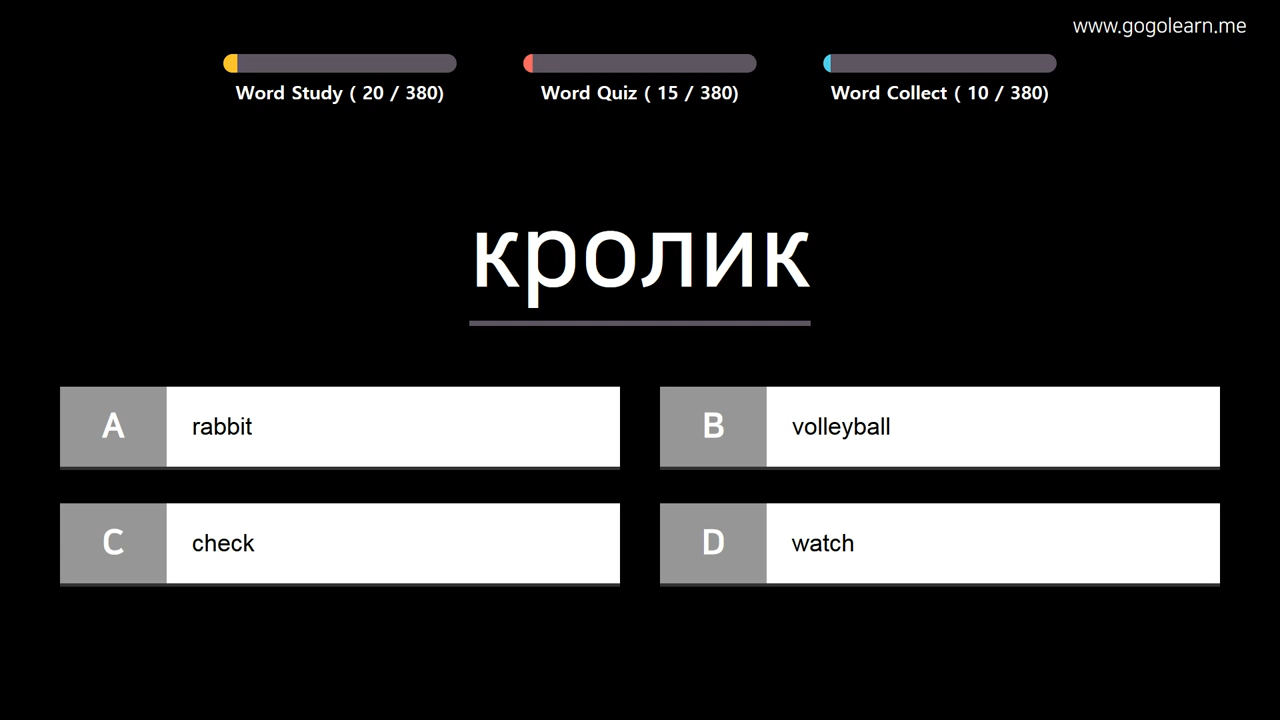 www.gogolearn.me
Word Study ( 20 / 380)
Word Quiz ( 15 / 380)
Word Collect ( 10 / 380)
кролик
A rabbit
B volleyball
C check
D watch